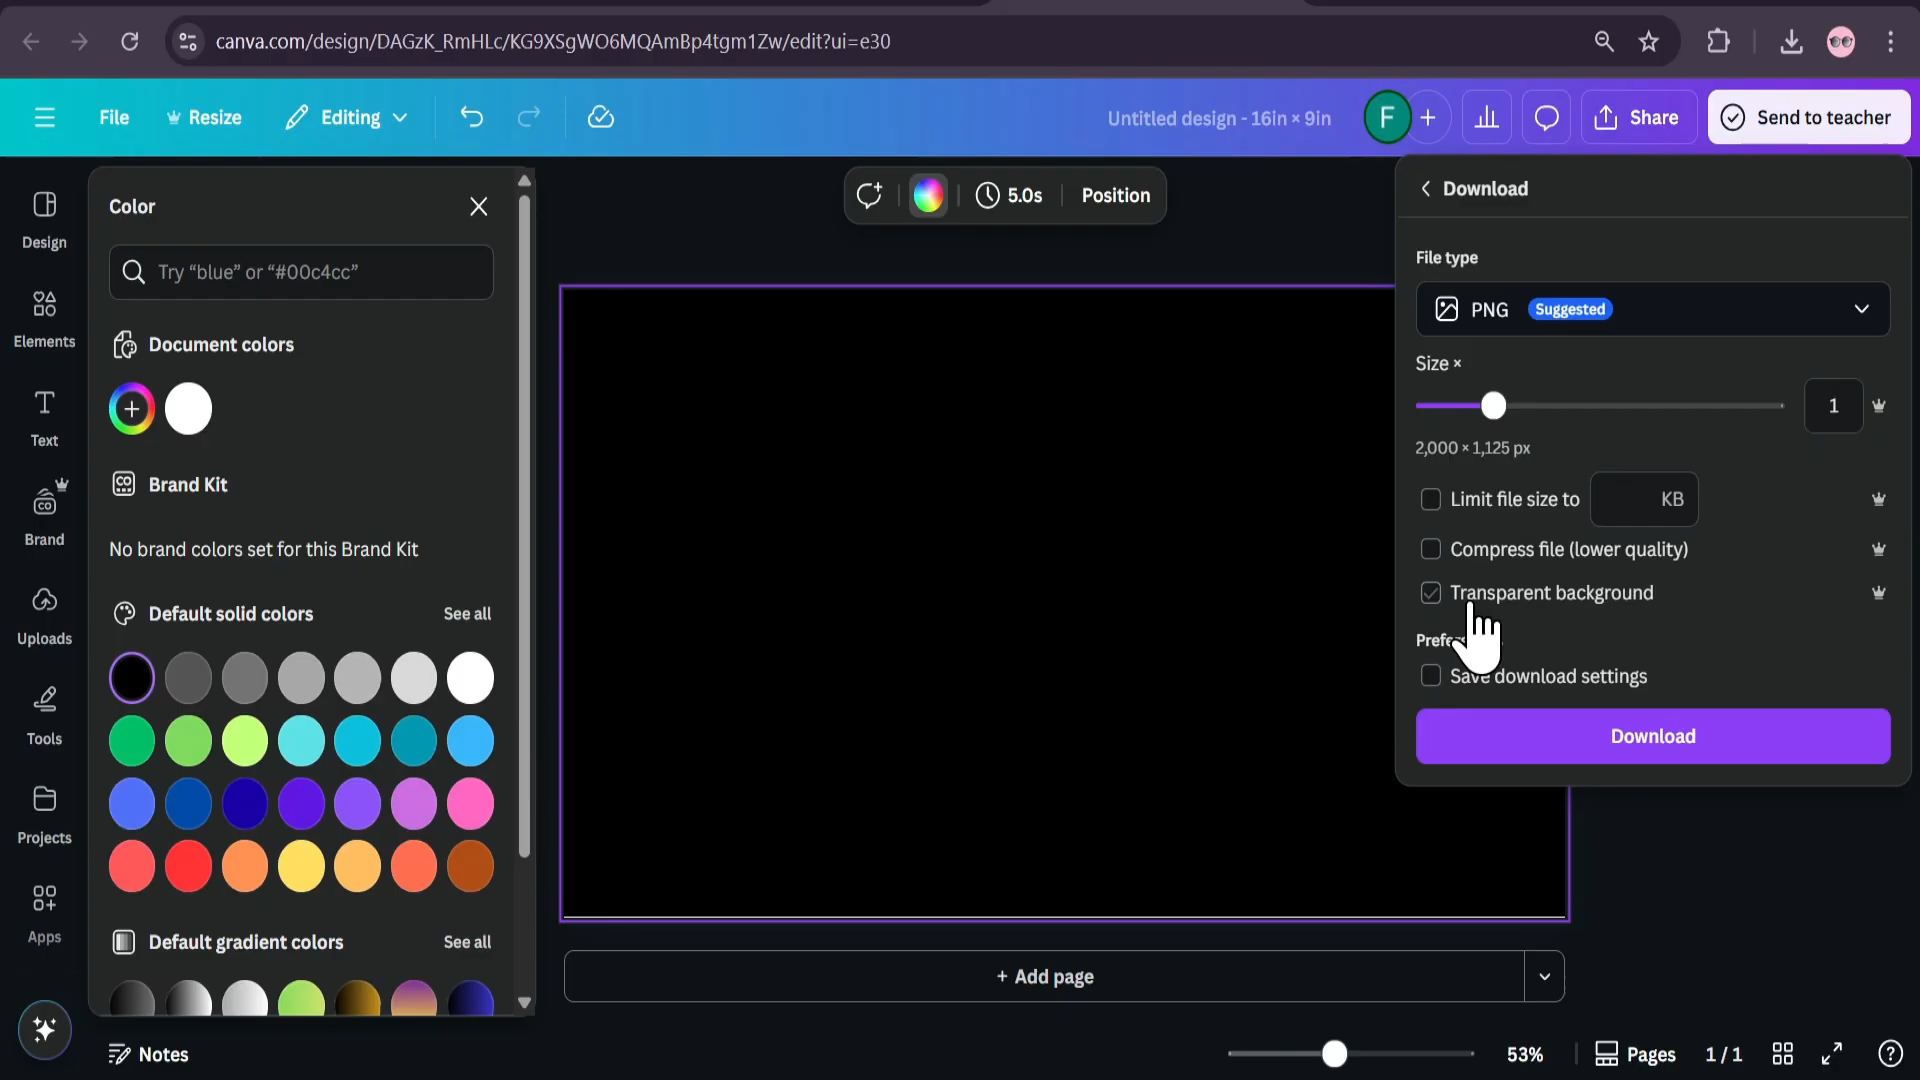 canva.com/design/DAGzK_RmHLc/KG9XSgWO6MQAmBp4tgm1Zw/edit?ui=e30
File
Resize
Editing
Untitled design - 16in × 9in
F
+
Share
Send to teacher
Design
Elements
Text
Brand
Uploads
Tools
Projects
Apps
Color
Try “blue” or “#00c4cc”
Document colors
Brand Kit
No brand colors set for this Brand Kit
Default solid colors
See all
Default gradient colors
See all
5.0s
Position
Download
File type
PNG
Suggested
Size ×
1
2,000 × 1,125 px
Limit file size to
KB
Compress file (lower quality)
Transparent background
Save download settings
Download
+ Add page
Notes
53%
Pages
1 / 1